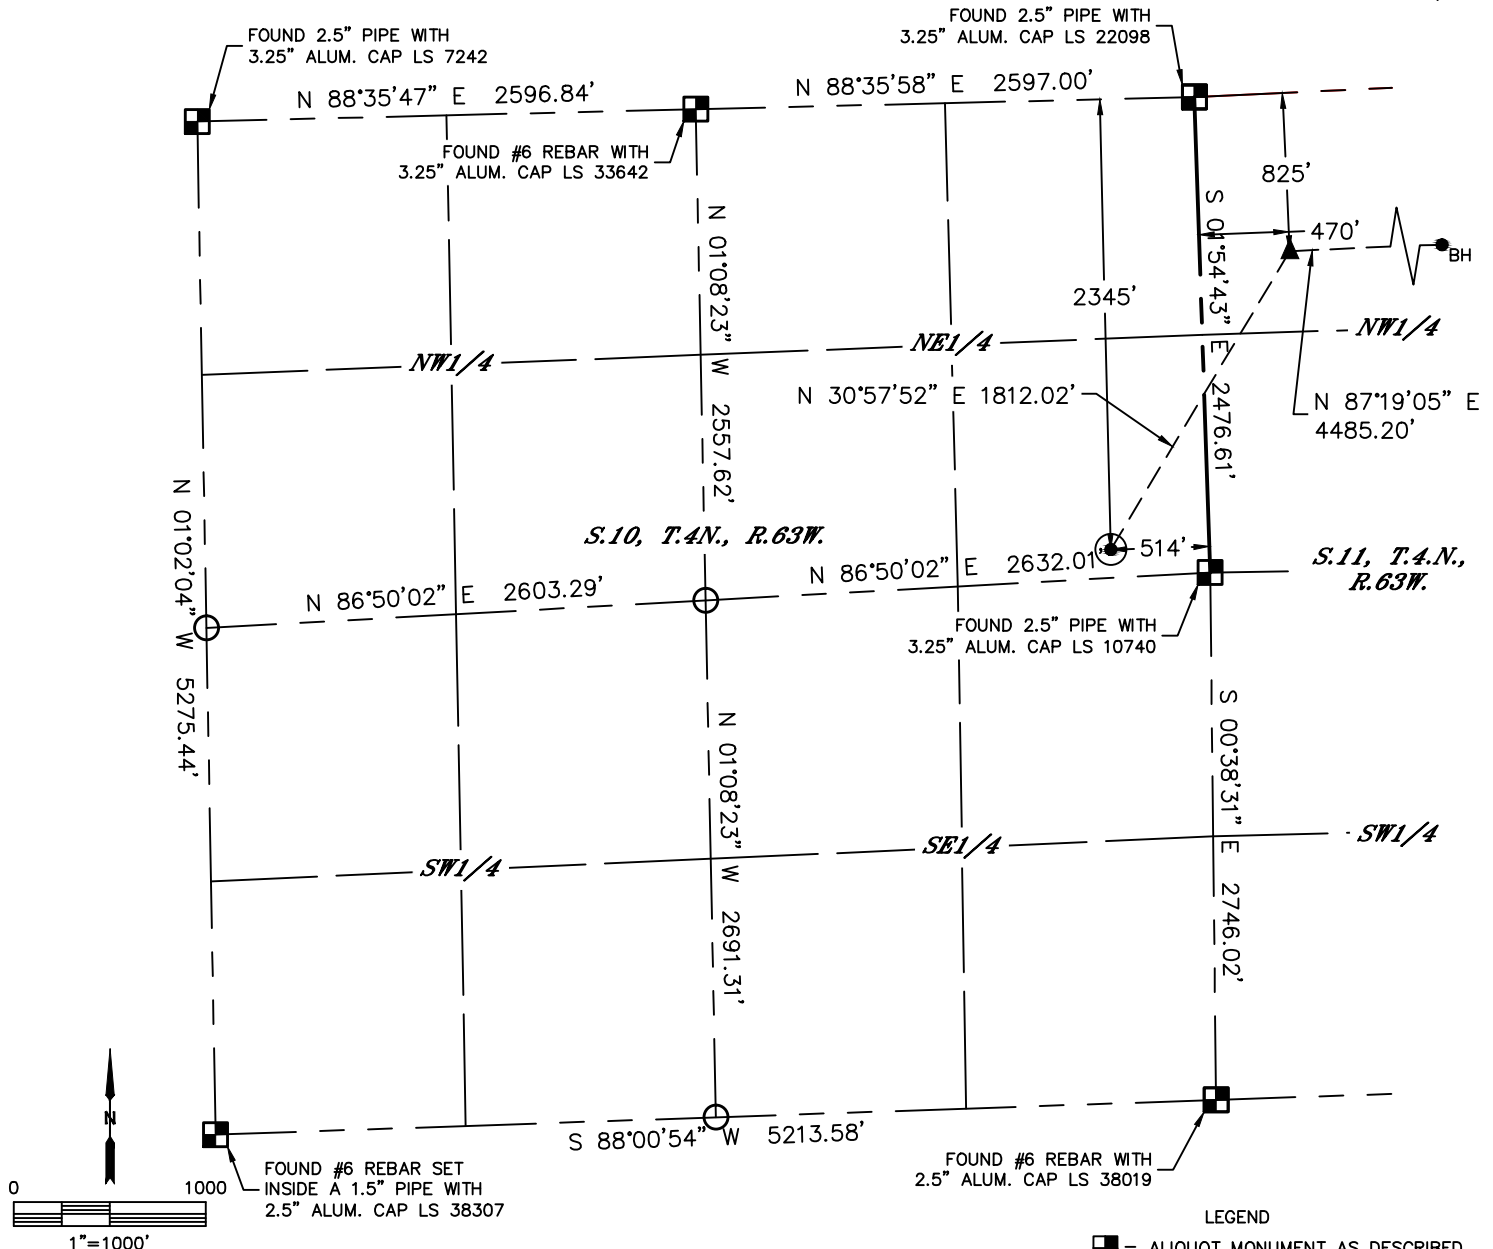 FOUND 2.5" PIPE WITH
3.25" ALUM. CAP LS 22098
FOUND 2.5" PIPE WITH
3.25" ALUM. CAP LS 7242
N 88°35'47" E 2596.84'
N 88°35'58" E 2597.00'
FOUND #6 REBAR WITH
3.25" ALUM. CAP LS 33642
825'
470'
BH
S 01°54'43" E 2476.61'
N 01°08'23" W 2557.62'
2345'
NW1/4
NE1/4
NW1/4
N 30°57'52" E 1812.02'
N 87°19'05" E
4485.20'
N 01°02'04" W 5275.44'
S.10, T.4N., R.63W.
514'
S.11, T.4.N.,
R.63W.
N 86°50'02" E 2603.29'
N 86°50'02" E 2632.01'
FOUND 2.5" PIPE WITH
3.25" ALUM. CAP LS 10740
S 00°38'31" E 2746.02'
N 01°08'23" W 2691.31'
SW1/4
SE1/4
SW1/4
S 88°00'54" W 5213.58'
N
FOUND #6 REBAR SET
INSIDE A 1.5" PIPE WITH
2.5" ALUM. CAP LS 38307
FOUND #6 REBAR WITH
2.5" ALUM. CAP LS 38019
0 1000
1"=1000'
LEGEND
= ALIQUOT MONUMENT AS DESCRIBED